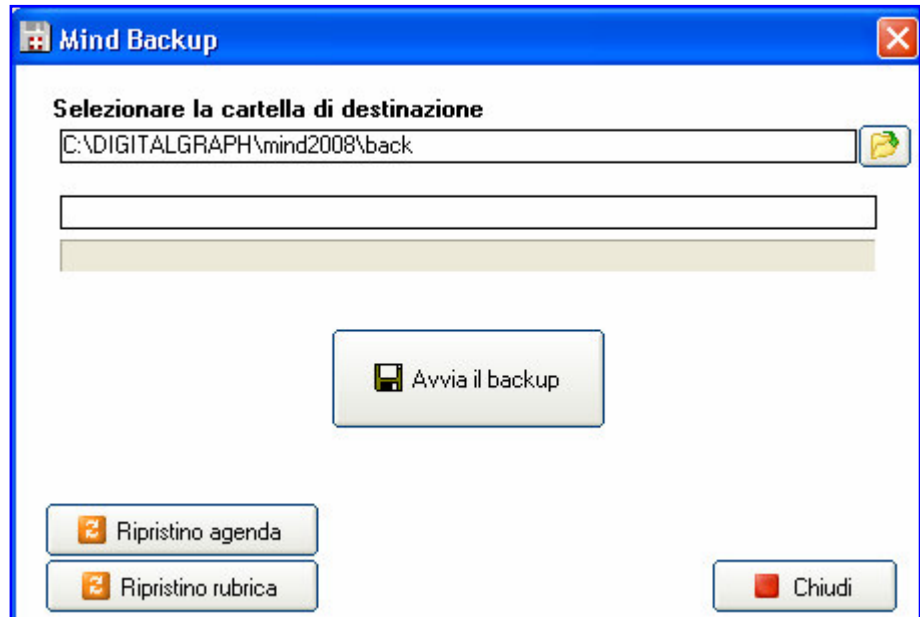 Mind Backup
Selezionare la cartella di destinazione
C:\DIGITALGRAPH\mind2008\back
Avvia il backup
Ripristino agenda
Ripristino rubrica
Chiudi